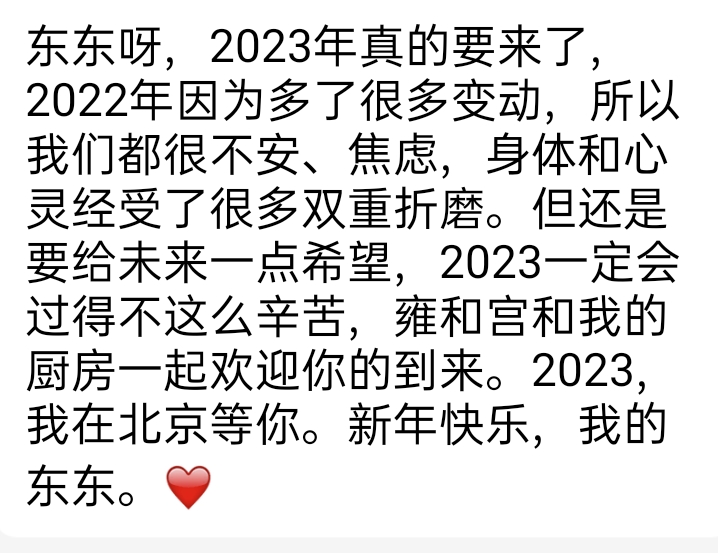 东东呀，2023年真的要来了，
2022年因为多了很多变动，所以
我们都很不安、焦虑，身体和心
灵经受了很多双重折磨。但还是
要给未来一点希望，2023一定会
过得不这么辛苦，雍和宫和我的
厨房一起欢迎你的到来。2023，
我在北京等你。新年快乐，我的
东东。❤️